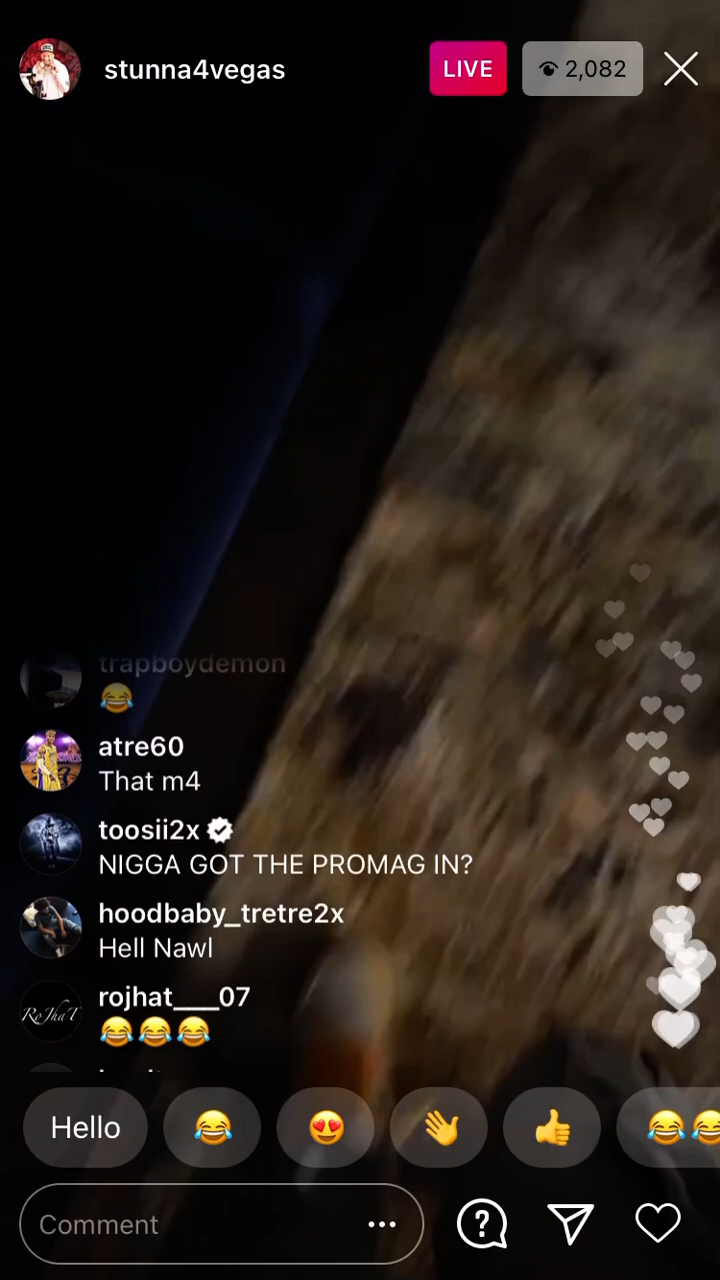 stunna4vegas
LIVE
2,082
trapboydemon
😂
atre60
That m4
toosii2x
NIGGA GOT THE PROMAG IN?
hoodbaby_tretre2x
Hell Nawl
rojhat___07
RoJhaT
😂😂😂
Hello
😂 😍 👋 👍 😂😂
Comment